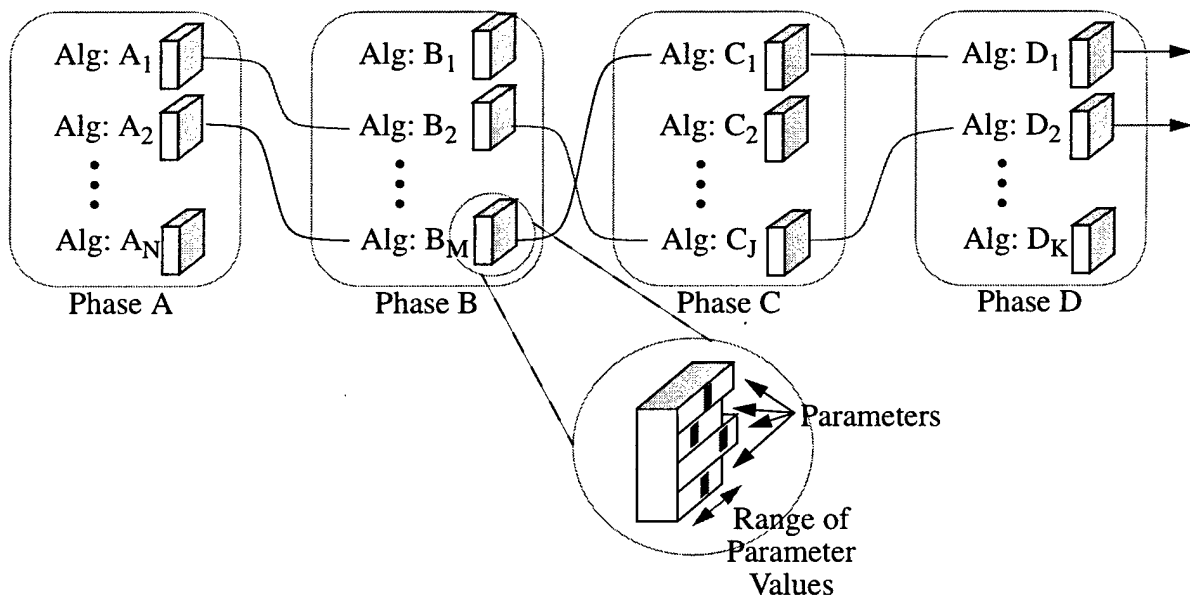 Alg: A1
Alg: A2
Alg: AN
Phase A
Alg: B1
Alg: B2
Alg: BM
Phase B
Alg: C1
Alg: C2
Alg: CJ
Phase C
Alg: D1
Alg: D2
Alg: DK
Phase D
Parameters
Range of
Parameter
Values